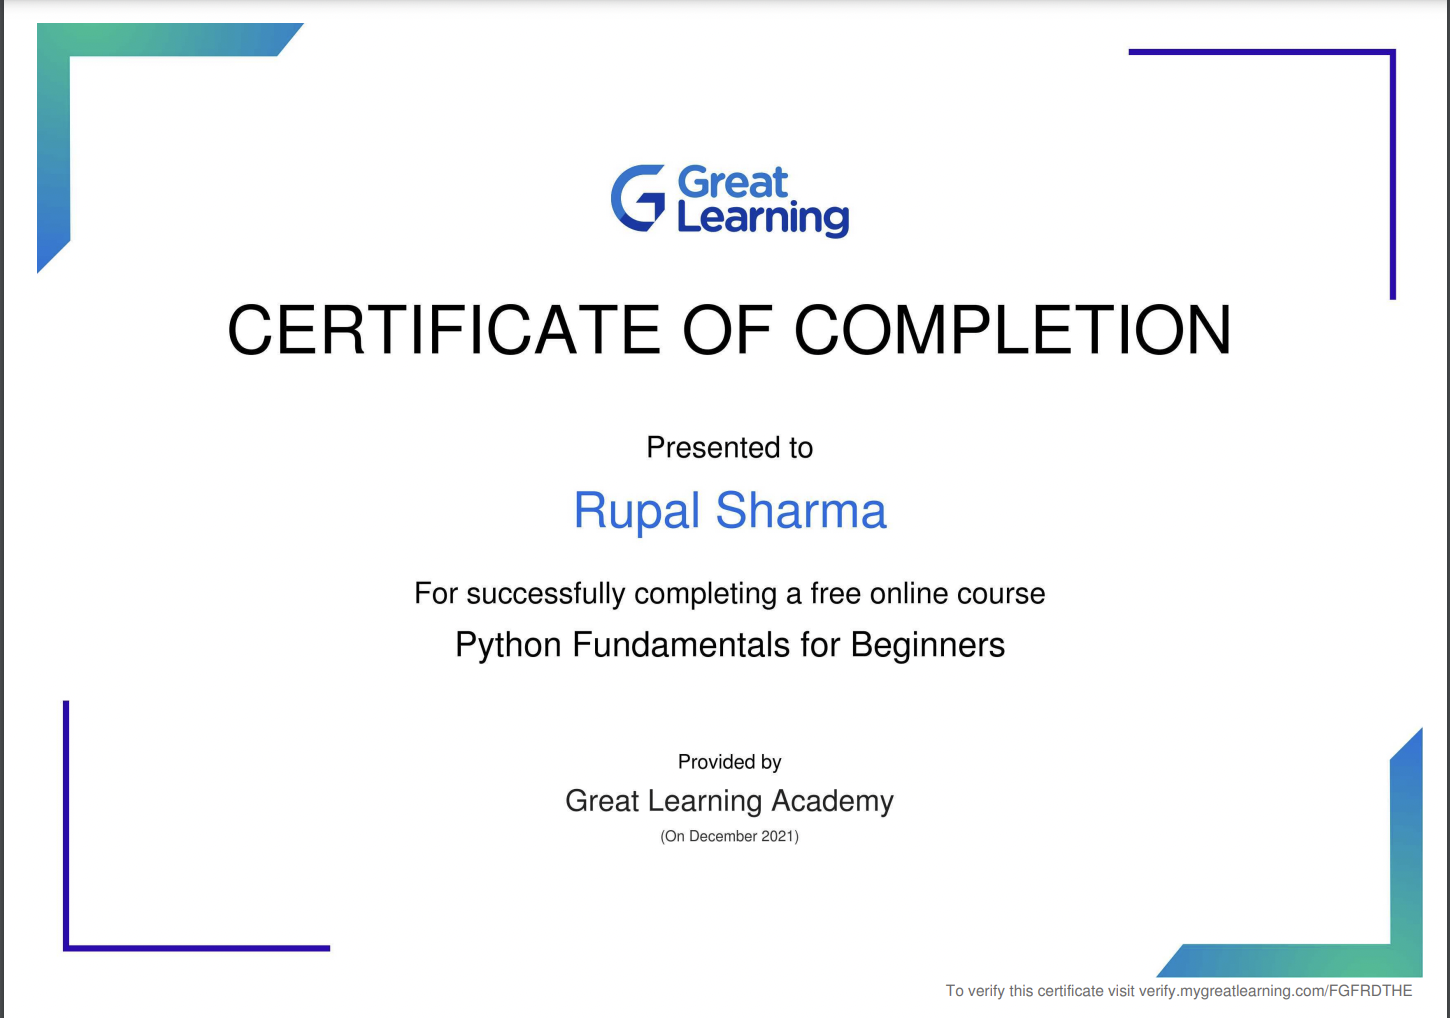 Great
Learning
CERTIFICATE OF COMPLETION
Presented to
Rupal Sharma
For successfully completing a free online course
Python Fundamentals for Beginners
Provided by
Great Learning Academy
(On December 2021)
To verify this certificate visit verify.mygreatlearning.com/FGFRDTHE